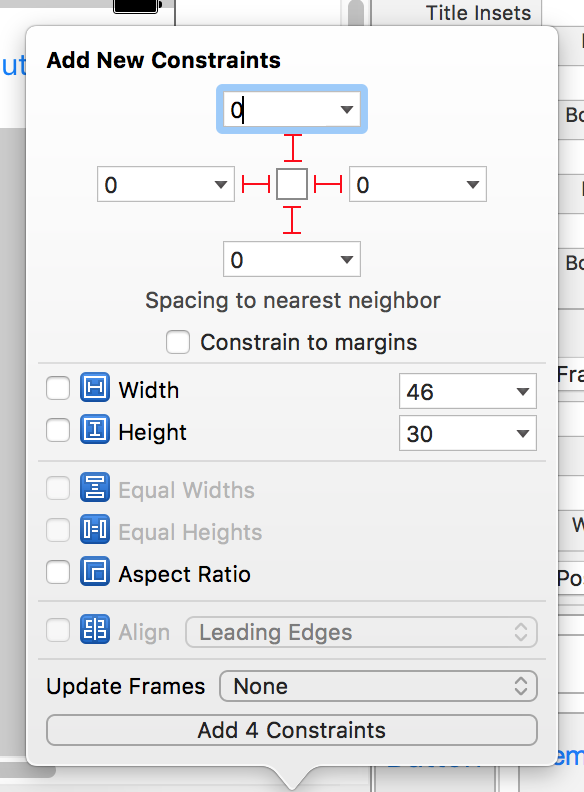 Title Insets
ut
Add New Constraints
0
0
0
0
Spacing to nearest neighbor
Constrain to margins
Width
46
Height
30
Equal Widths
Equal Heights
Aspect Ratio
Align
Leading Edges
Update Frames
None
Add 4 Constraints
Bo
Bo
Fra
W
Pos
Button
em